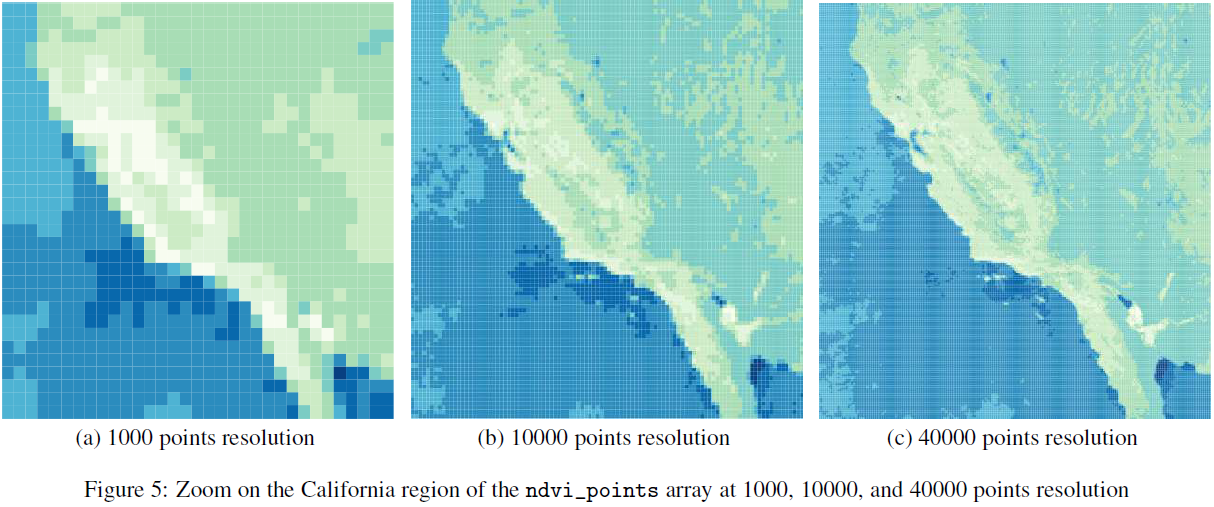 (a) 1000 points resolution
(b) 10000 points resolution
(c) 40000 points resolution
Figure 5: Zoom on the California region of the ndvi_points array at 1000, 10000, and 40000 points resolution